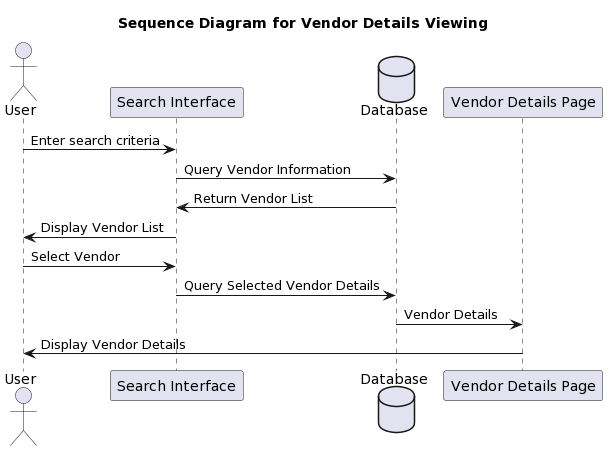 Sequence Diagram for Vendor Details Viewing
User
Search Interface
Database
Vendor Details Page
Enter search criteria
Query Vendor Information
Return Vendor List
Display Vendor List
Select Vendor
Query Selected Vendor Details
Vendor Details
Display Vendor Details
User
Search Interface
Database
Vendor Details Page